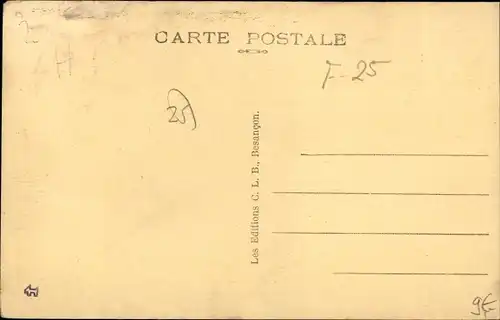 CARTE POSTALE
F-25
25
Les Editions C. L. B., Besançon.
9€